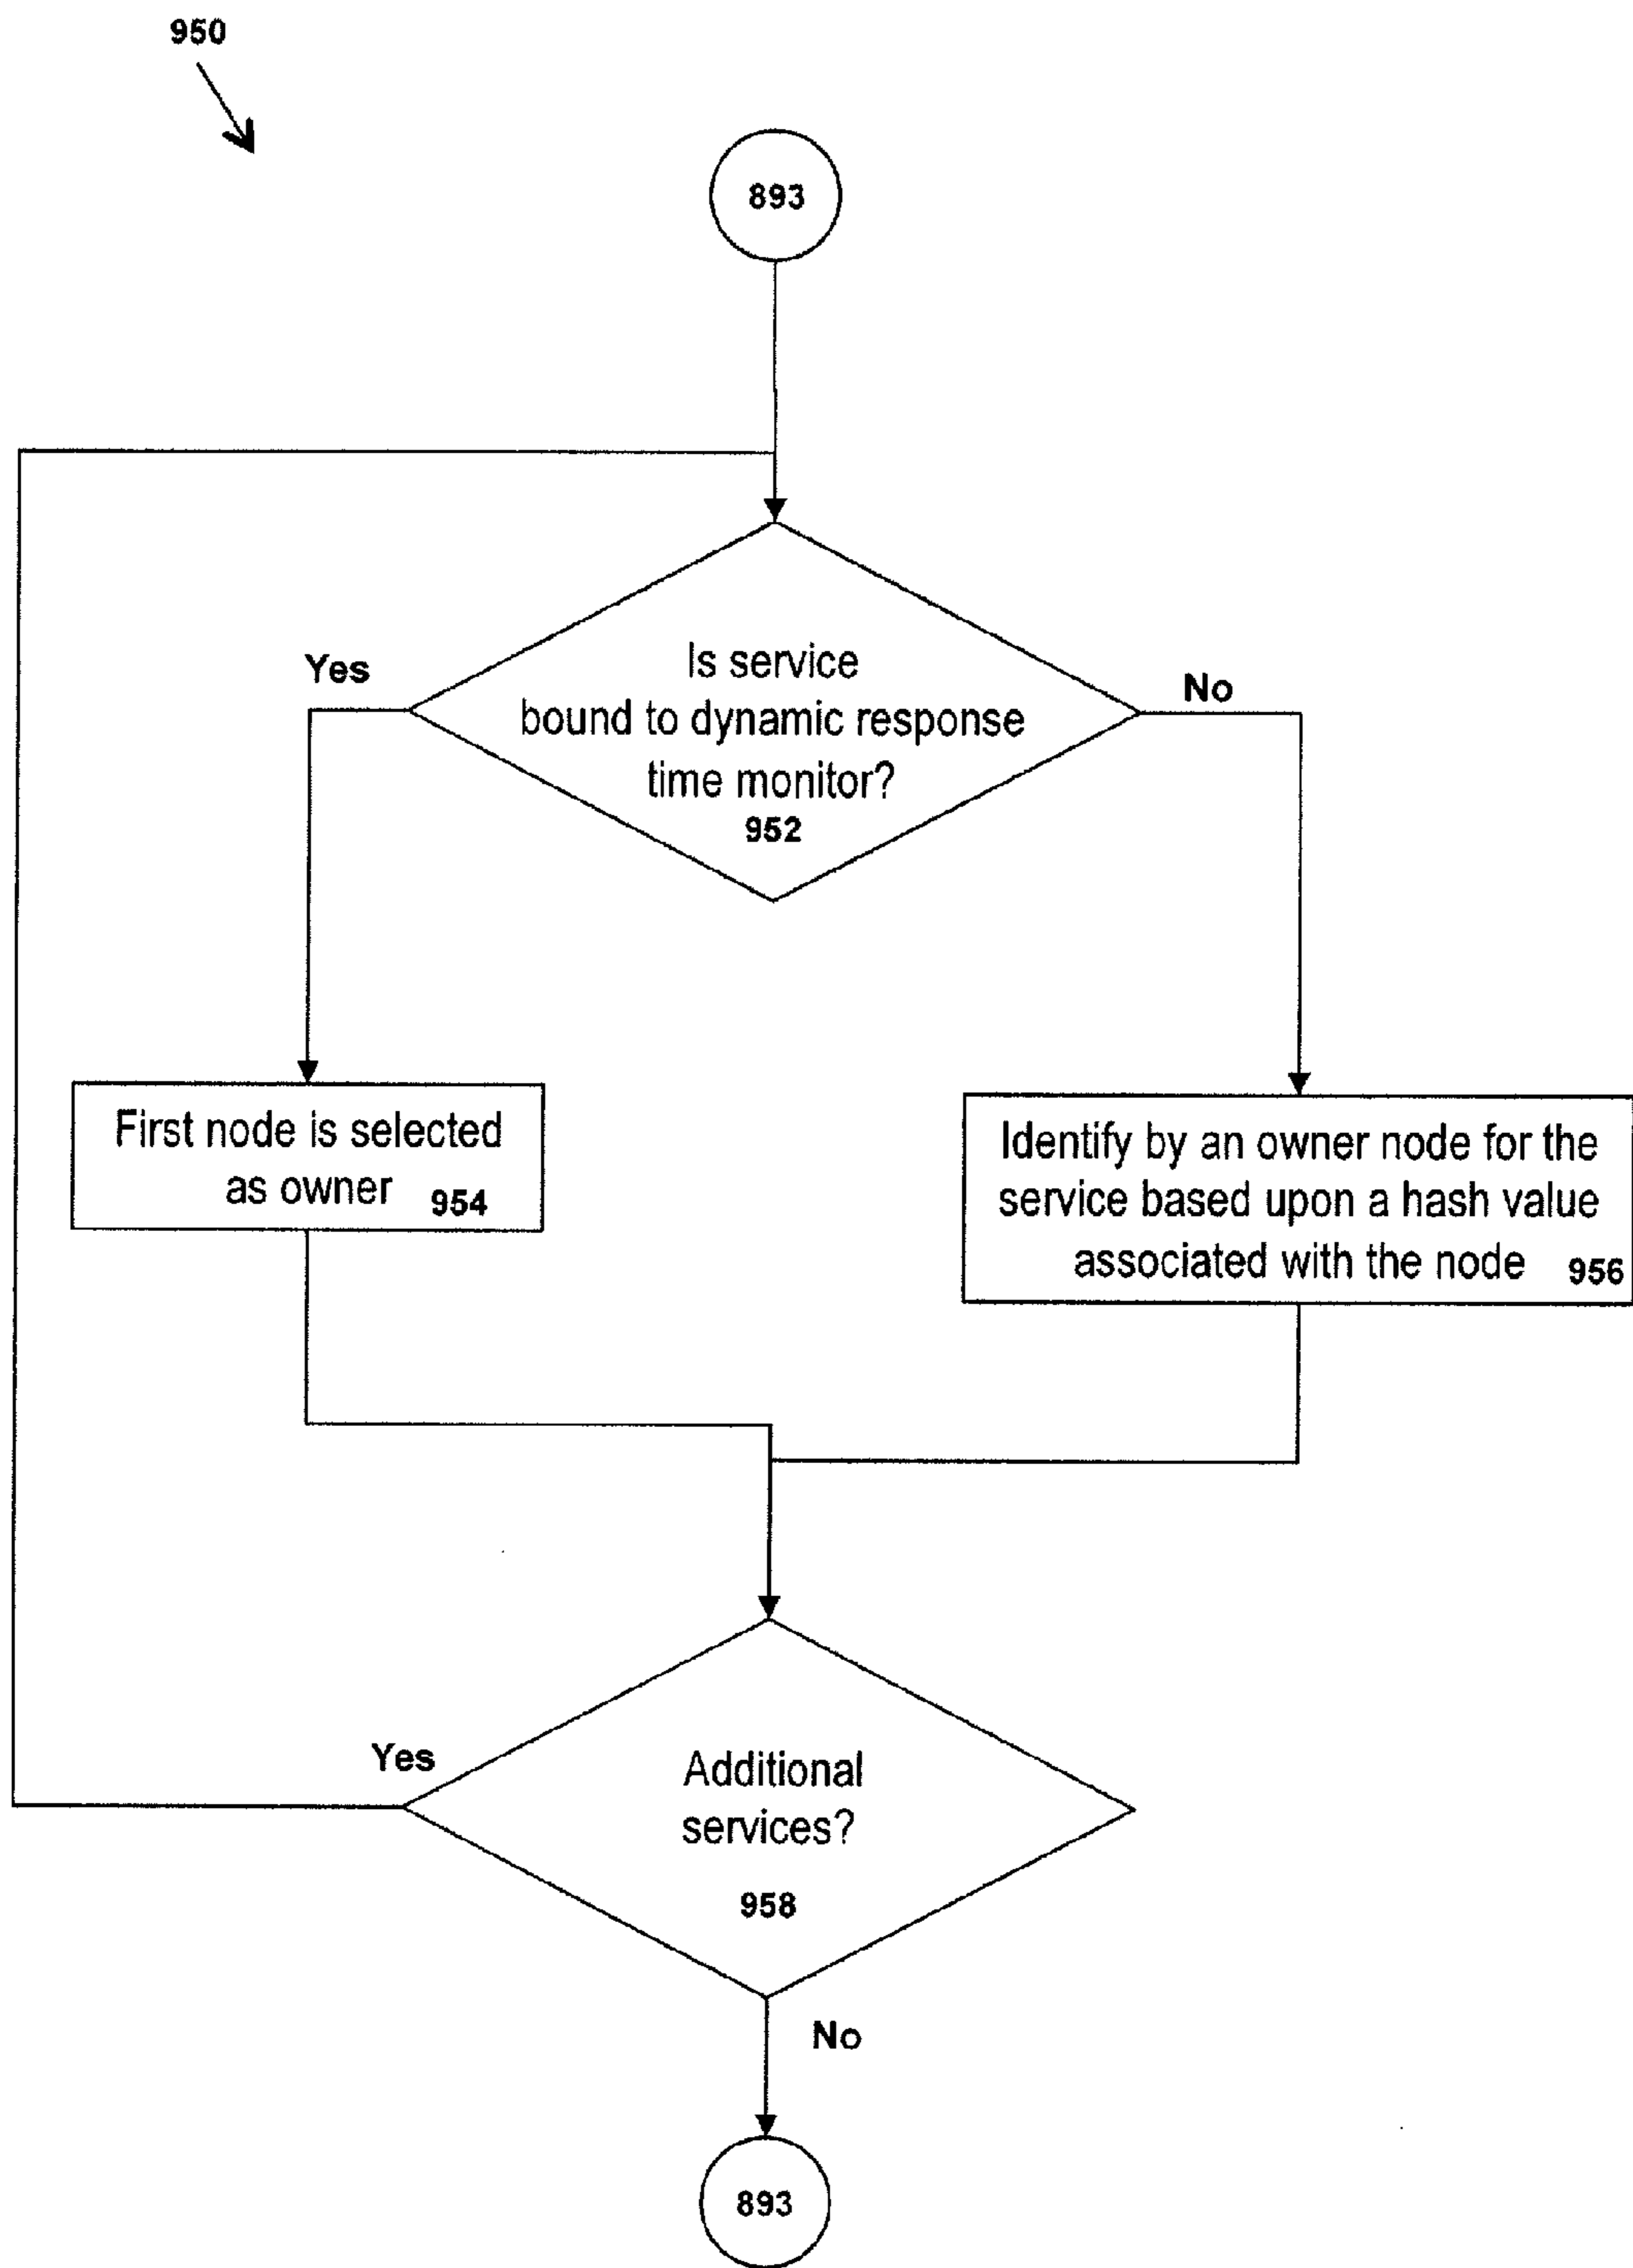 950
893
Is service
Yes
No
bound to dynamic response
time monitor?
952
First node is selected
as owner 954
Identify by an owner node for the
service based upon a hash value
associated with the node 956
Yes
Additional
services?
958
No
893